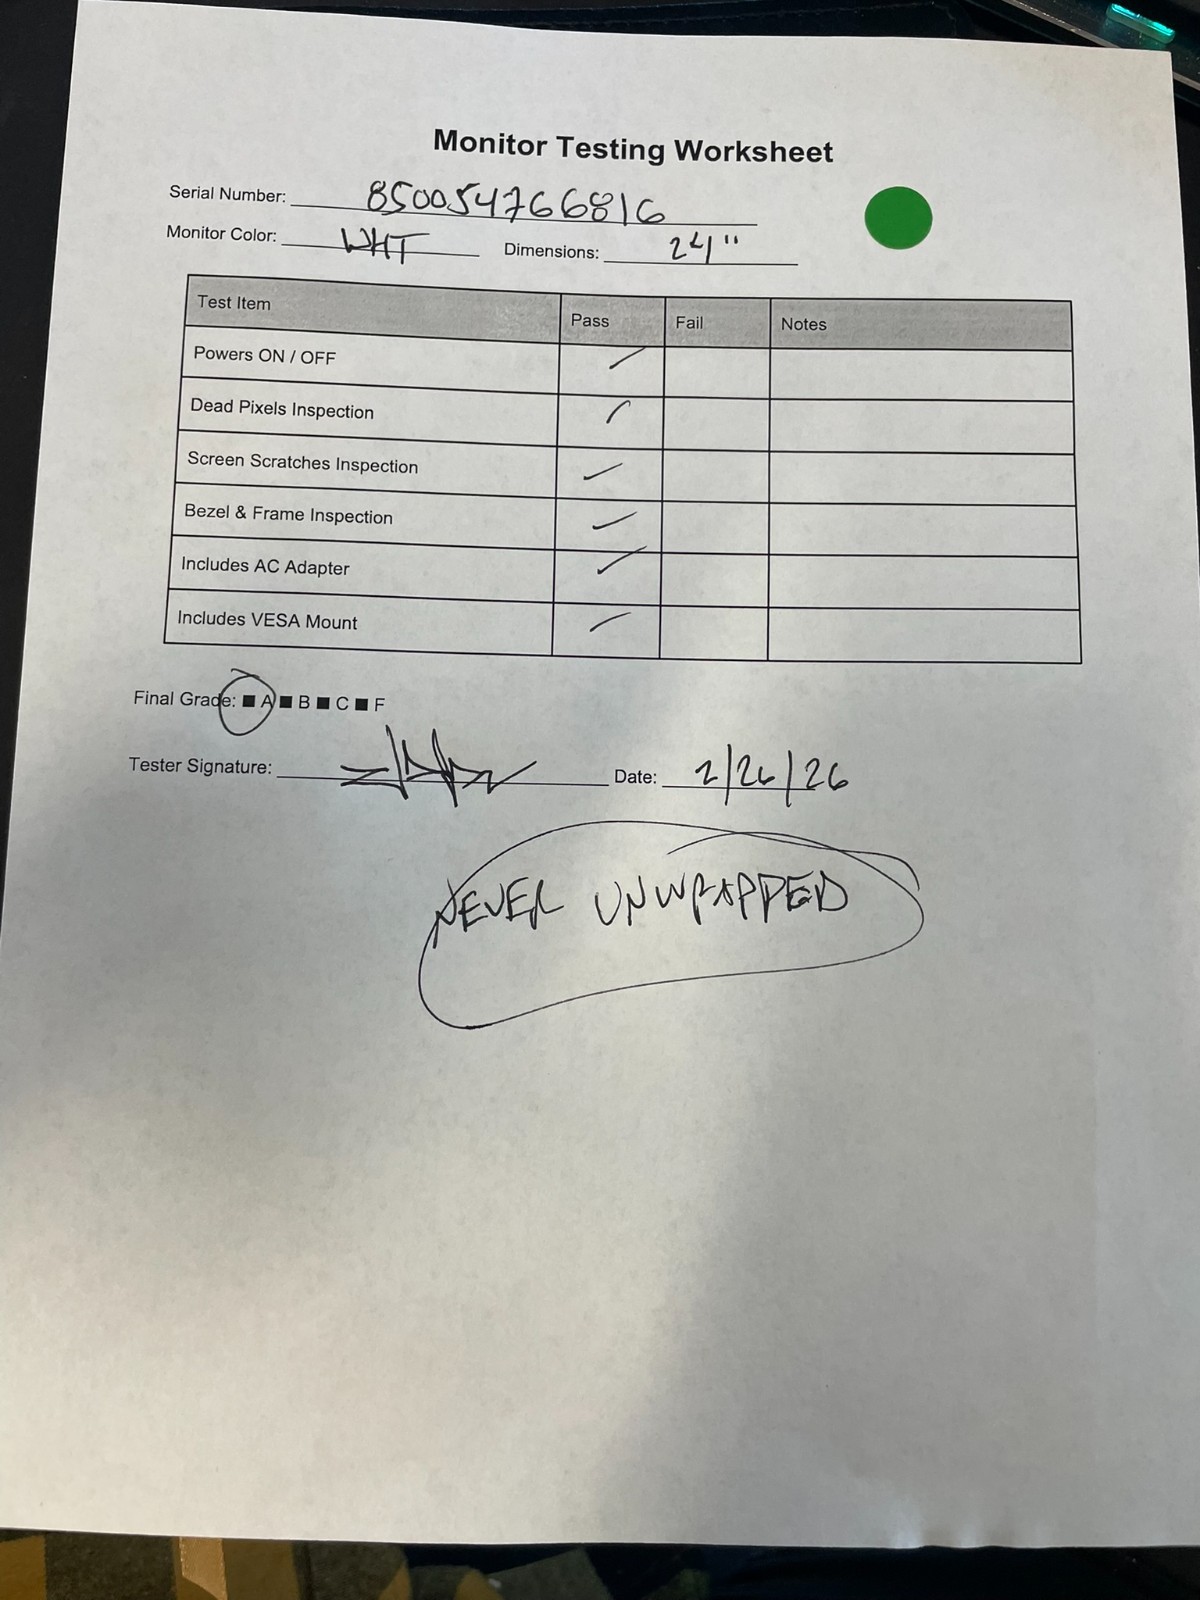 Monitor Testing Worksheet
Serial Number: 850054766816
Monitor Color: WHT Dimensions: 24"
Test Item Pass Fail Notes
Powers ON / OFF
Dead Pixels Inspection
Screen Scratches Inspection
Bezel & Frame Inspection
Includes AC Adapter
Includes VESA Mount
Final Grade: ■ A ■ B ■ C ■ F
Tester Signature: Date: 2/26/26
NEVER UNWRAPPED